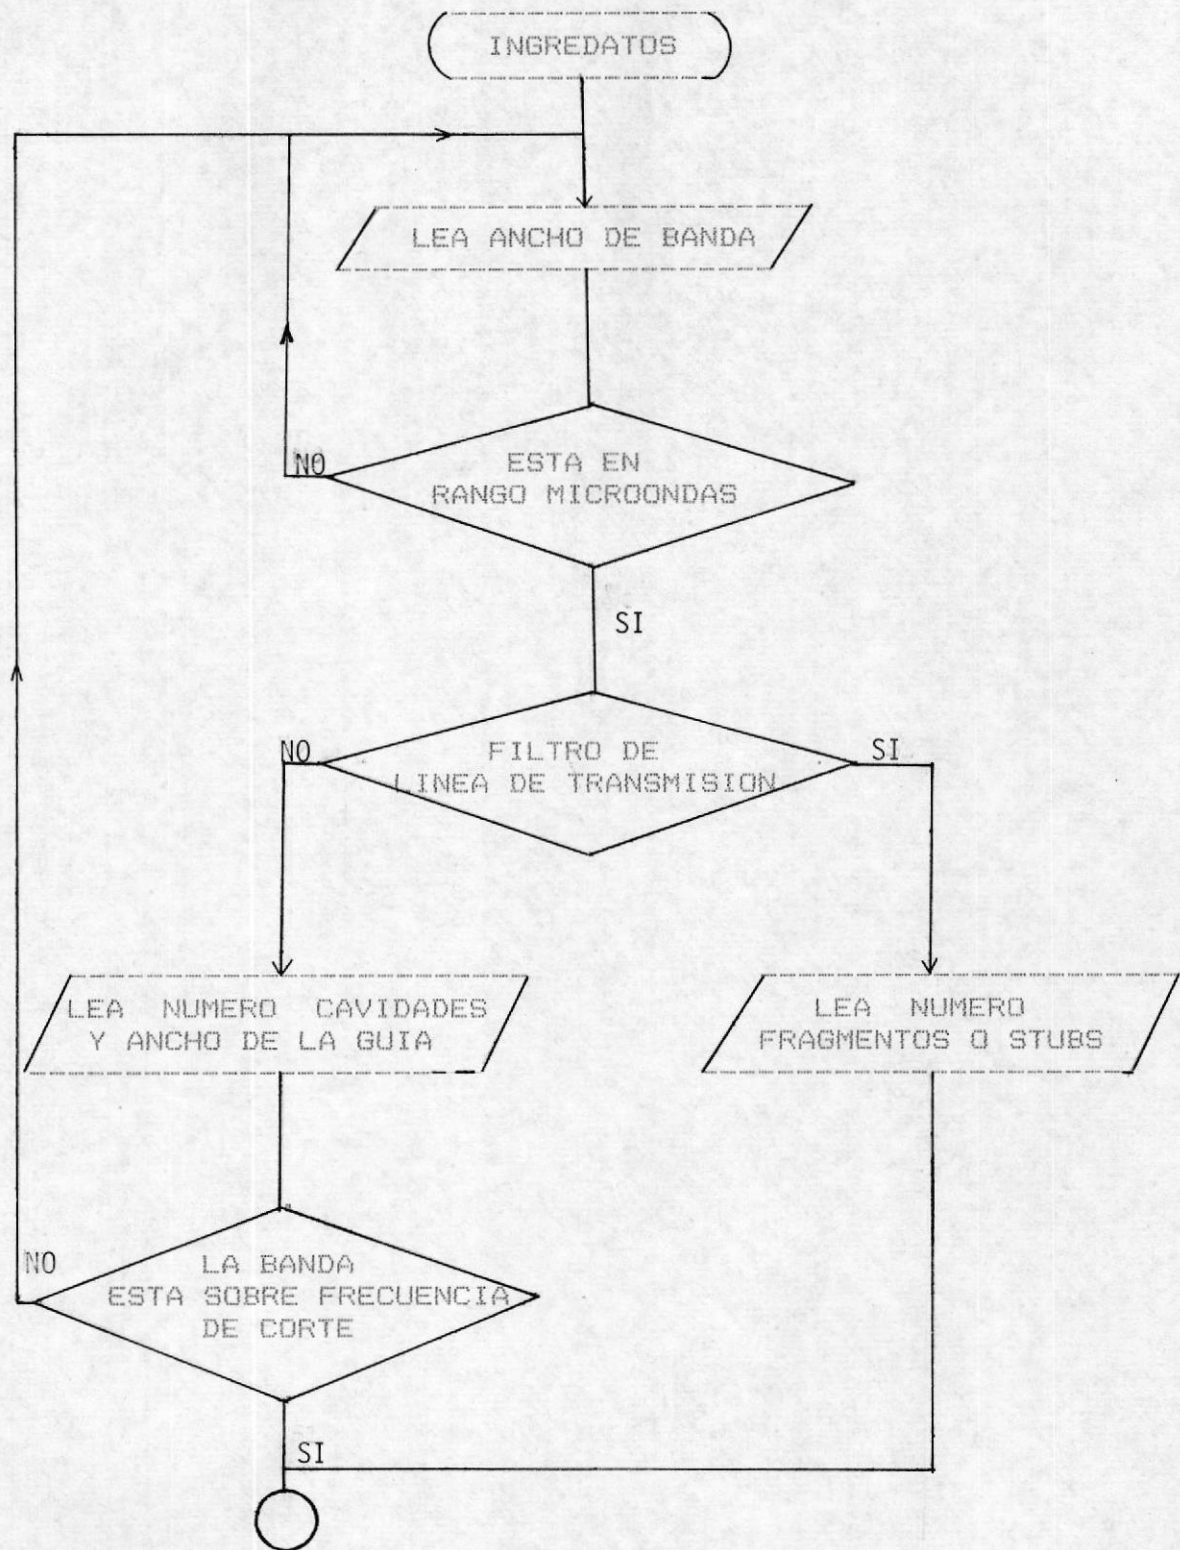 INGREDATOS
LEA ANCHO DE BANDA
NO
ESTA EN
RANGO MICROONDAS
SI
NO
FILTRO DE
LINEA DE TRANSMISION
SI
LEA NUMERO CAVIDADES
Y ANCHO DE LA GUIA
LEA NUMERO
FRAGMENTOS O STUBS
NO
LA BANDA
ESTA SOBRE FRECUENCIA
DE CORTE
SI